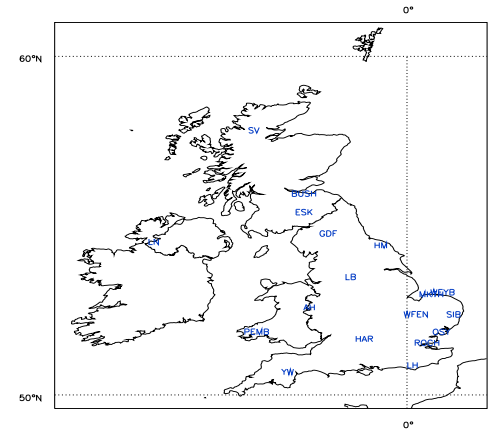 0°
60°N
SV
BUSH
ESK
GDF
LN
HM
LB
WEYB
AH
WFEN
SIB
PEMB
HAR
ROCH
LH
YW
50°N
0°